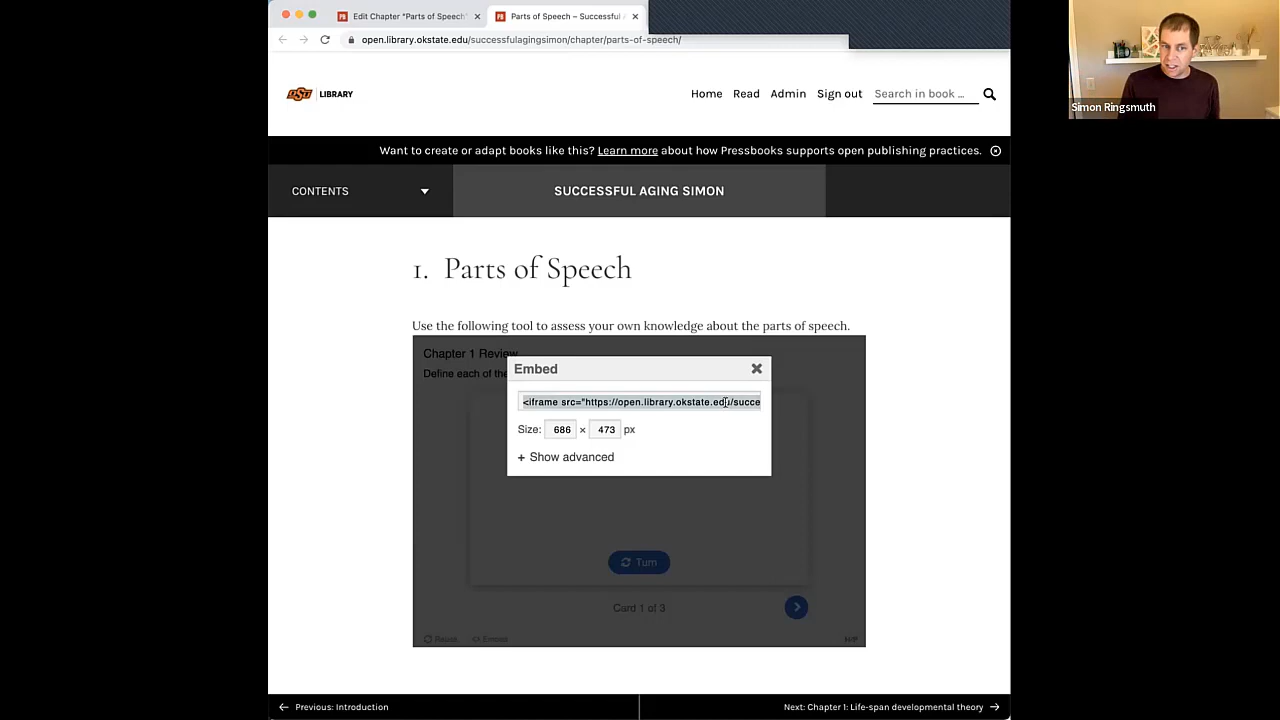 Edit Chapter "Parts of Speech"
Parts of Speech – Successful
open.library.okstate.edu/successfulagingsimon/chapter/parts-of-speech/
Simon Ringsmuth
OSU LIBRARY
Home Read Admin Sign out Search in book ...
Want to create or adapt books like this? Learn more about how Pressbooks supports open publishing practices.
CONTENTS
SUCCESSFUL AGING SIMON
1. Parts of Speech
Use the following tool to assess your own knowledge about the parts of speech.
Chapter 1 Review
Define each of the
Embed
<iframe src="https://open.library.okstate.edu/succe
Size: 686 × 473 px
+ Show advanced
Turn
Card 1 of 3
Reuse <> Embed
H-P
← Previous: Introduction
Next: Chapter 1: Life-span developmental theory →